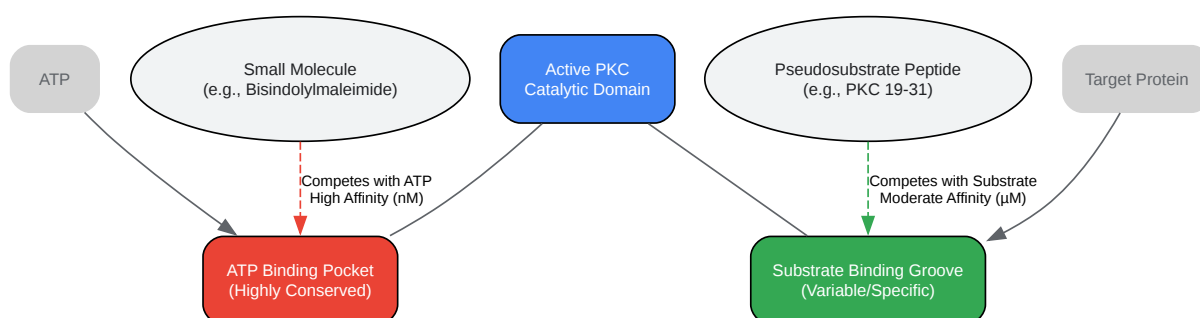 ATP
Small Molecule
(e.g., Bisindolylmaleimide)
Active PKC
Catalytic Domain
Pseudosubstrate Peptide
(e.g., PKC 19-31)
Target Protein
Competes with ATP
High Affinity (nM)
Competes with Substrate
Moderate Affinity (µM)
ATP Binding Pocket
(Highly Conserved)
Substrate Binding Groove
(Variable/Specific)